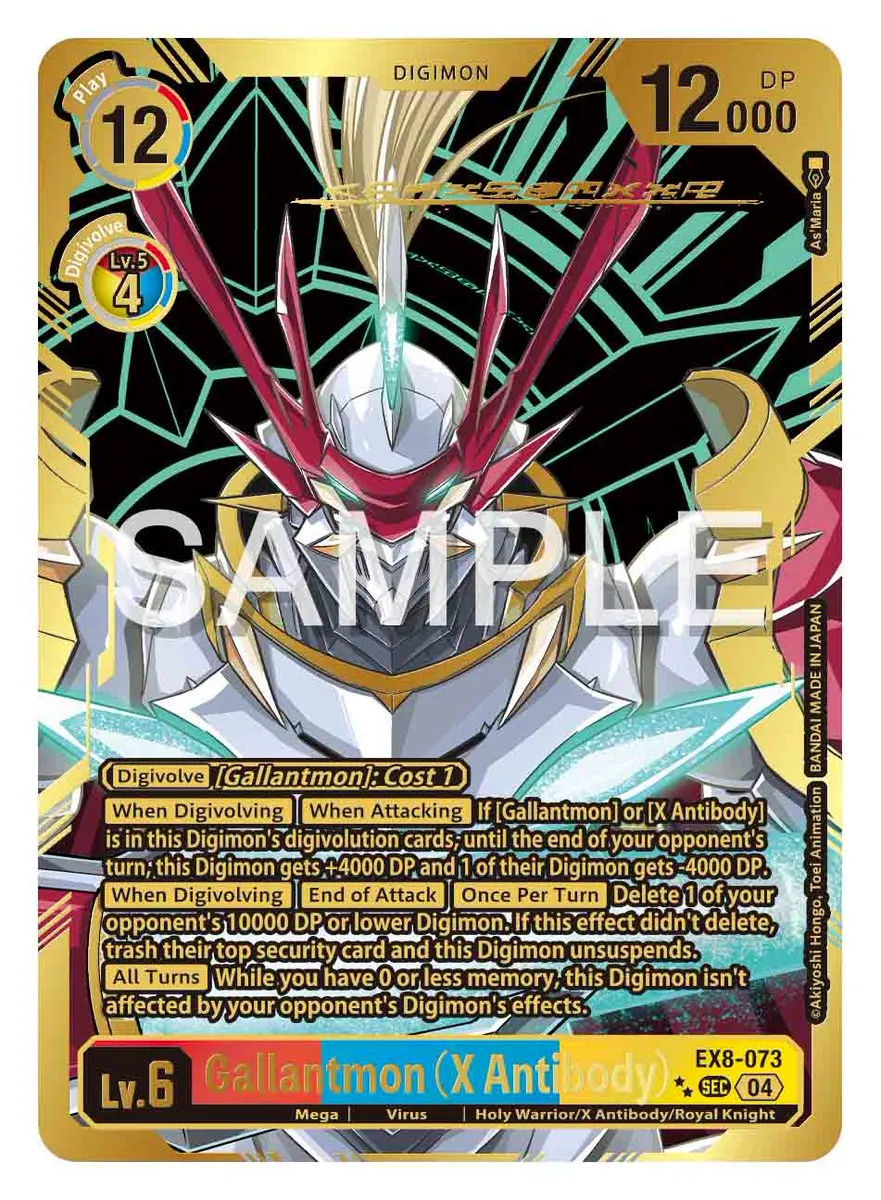 DIGIMON
Play
12
12000
DP
Digivolve
Lv.5
4
As'Maria
SAMPLE
BANDAI MADE IN JAPAN
©Akiyoshi Hongo, Toei Animation
Digivolve [Gallantmon]: Cost 1
When Digivolving When Attacking If [Gallantmon] or [X Antibody]
is in this Digimon's digivolution cards, until the end of your opponent's
turn, this Digimon gets +4000 DP and 1 of their Digimon gets -4000 DP.
When Digivolving End of Attack Once Per Turn Delete 1 of your
opponent's 10000 DP or lower Digimon. If this effect didn't delete,
trash their top security card and this Digimon unsuspends.
All Turns While you have 0 or less memory, this Digimon isn't
affected by your opponent's Digimon's effects.
Lv.6
Gallantmon (X Antibody)
EX8-073
SEC 04
Mega | Virus | Holy Warrior/X Antibody/Royal Knight